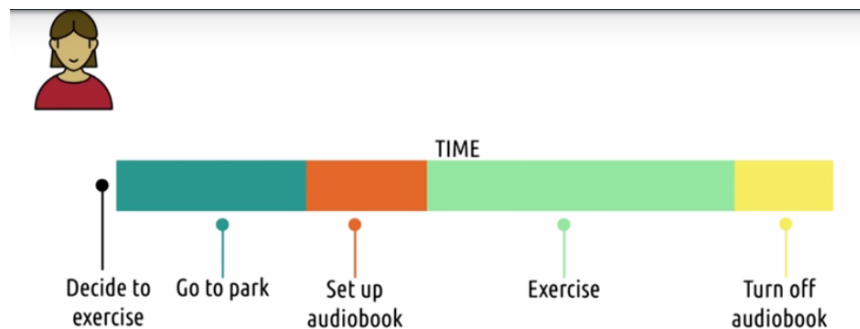 TIME
Decide to
exercise
Go to park
Set up
audiobook
Exercise
Turn off
audiobook